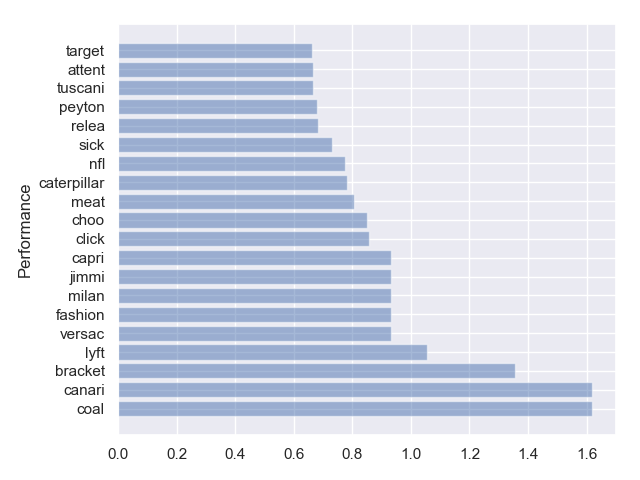 target
attent
tuscani
peyton
relea
sick
nfl
caterpillar
meat
choo
click
capri
jimmi
milan
fashion
versac
lyft
bracket
canari
coal
Performance
0.0 0.2 0.4 0.6 0.8 1.0 1.2 1.4 1.6